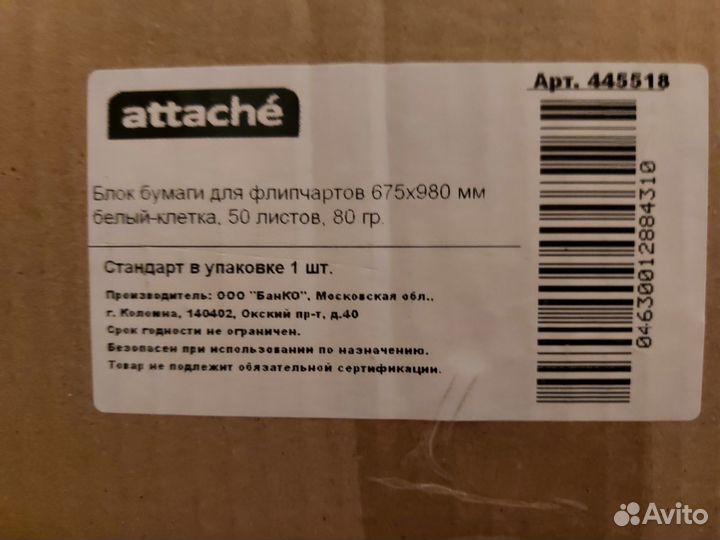 attaché
Арт. 445518
Блок бумаги для флипчартов 675х980 мм
белый-клетка, 50 листов, 80 гр.
Стандарт в упаковке 1 шт.
Производитель: ООО "БанКО", Московская обл.,
г. Коломна, 140402, Окский пр-т, д.40
Срок годности не ограничен.
Безопасен при использовании по назначению.
Товар не подлежит обязательной сертификации.
04630012884310
Avito